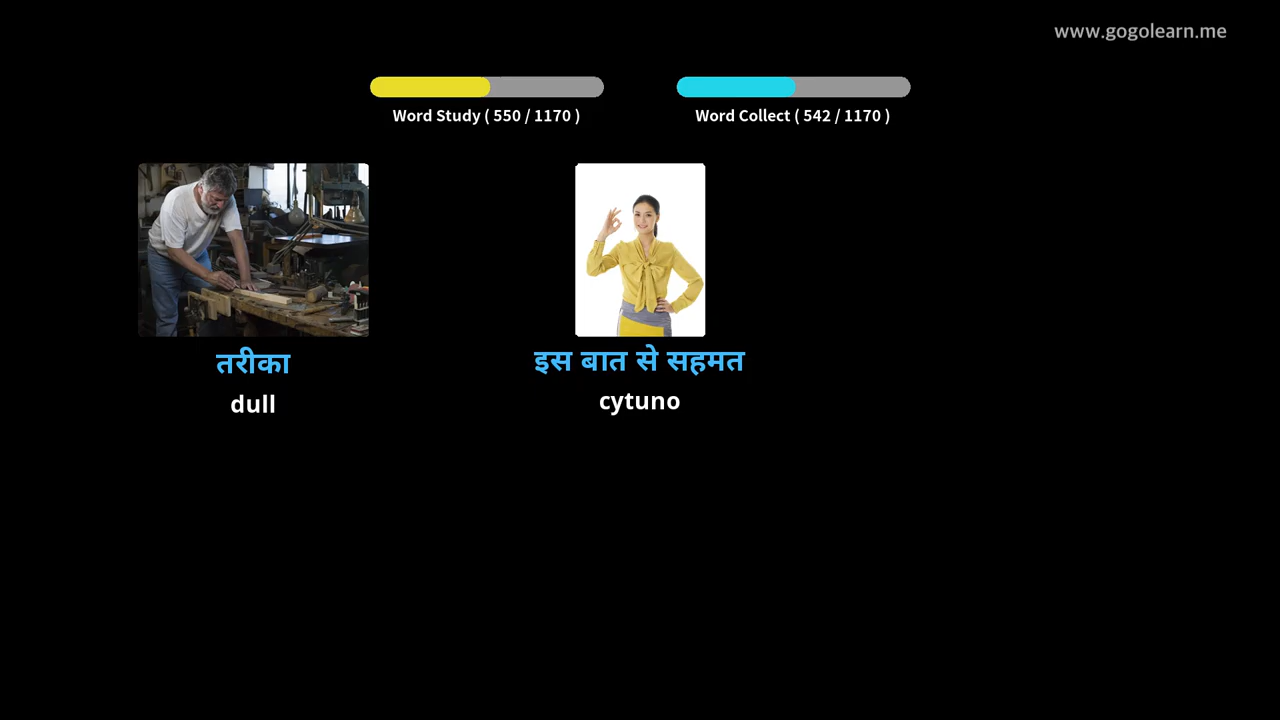 www.gogolearn.me
Word Study ( 550 / 1170 )
Word Collect ( 542 / 1170 )
तरीका
dull
इस बात से सहमत
cytuno